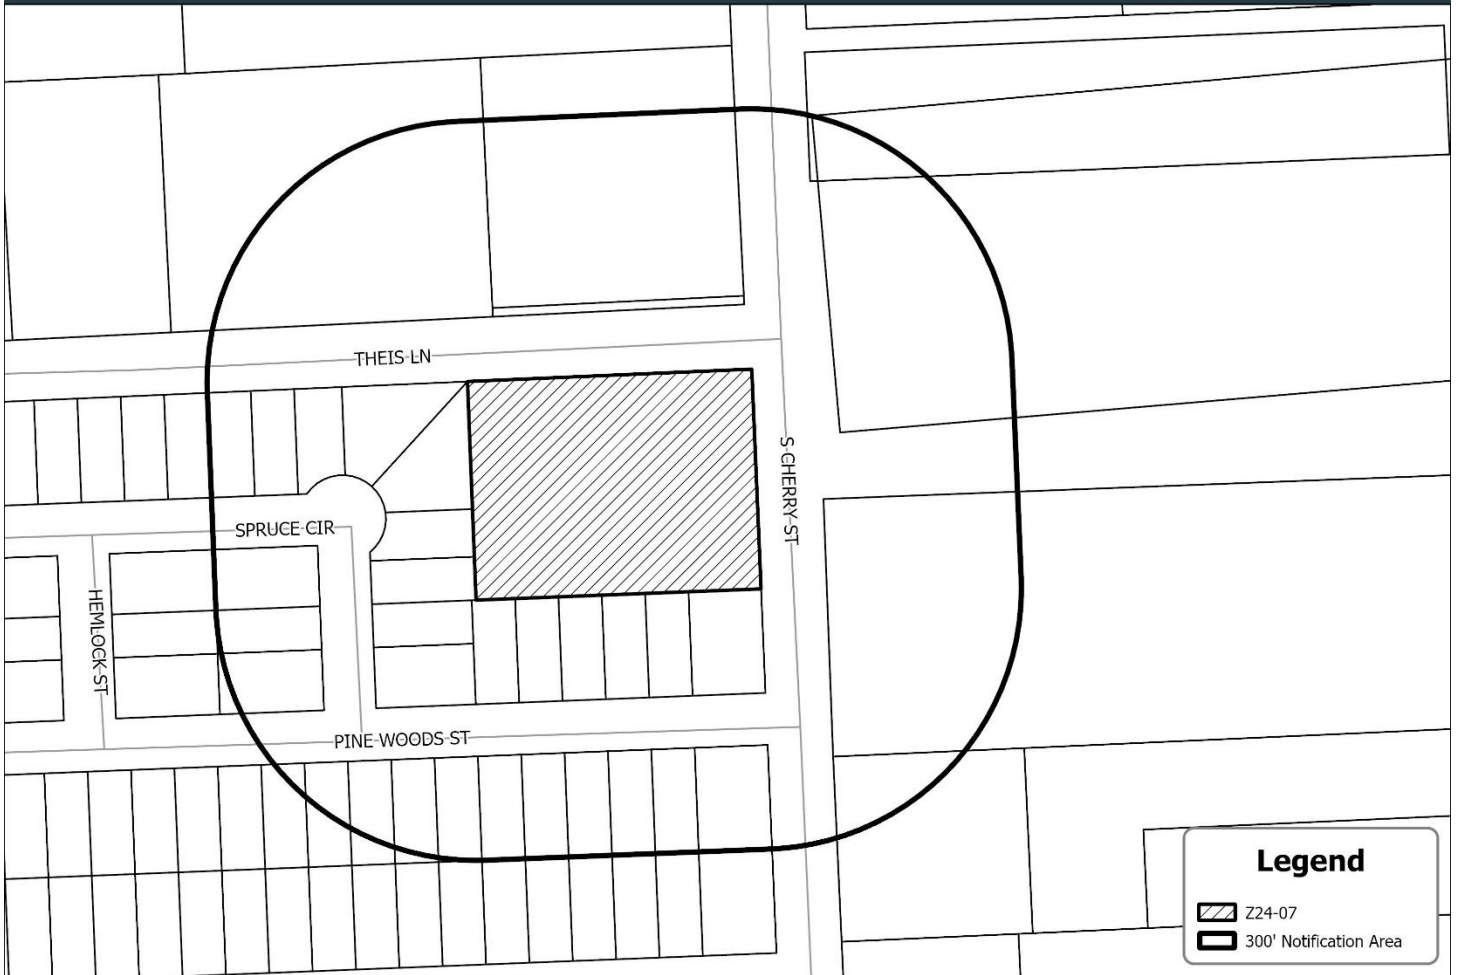 THEIS LN
S CHERRY ST
SPRUCE CIR
HEMLOCK ST
PINE WOODS ST
Legend
Z24-07
300' Notification Area